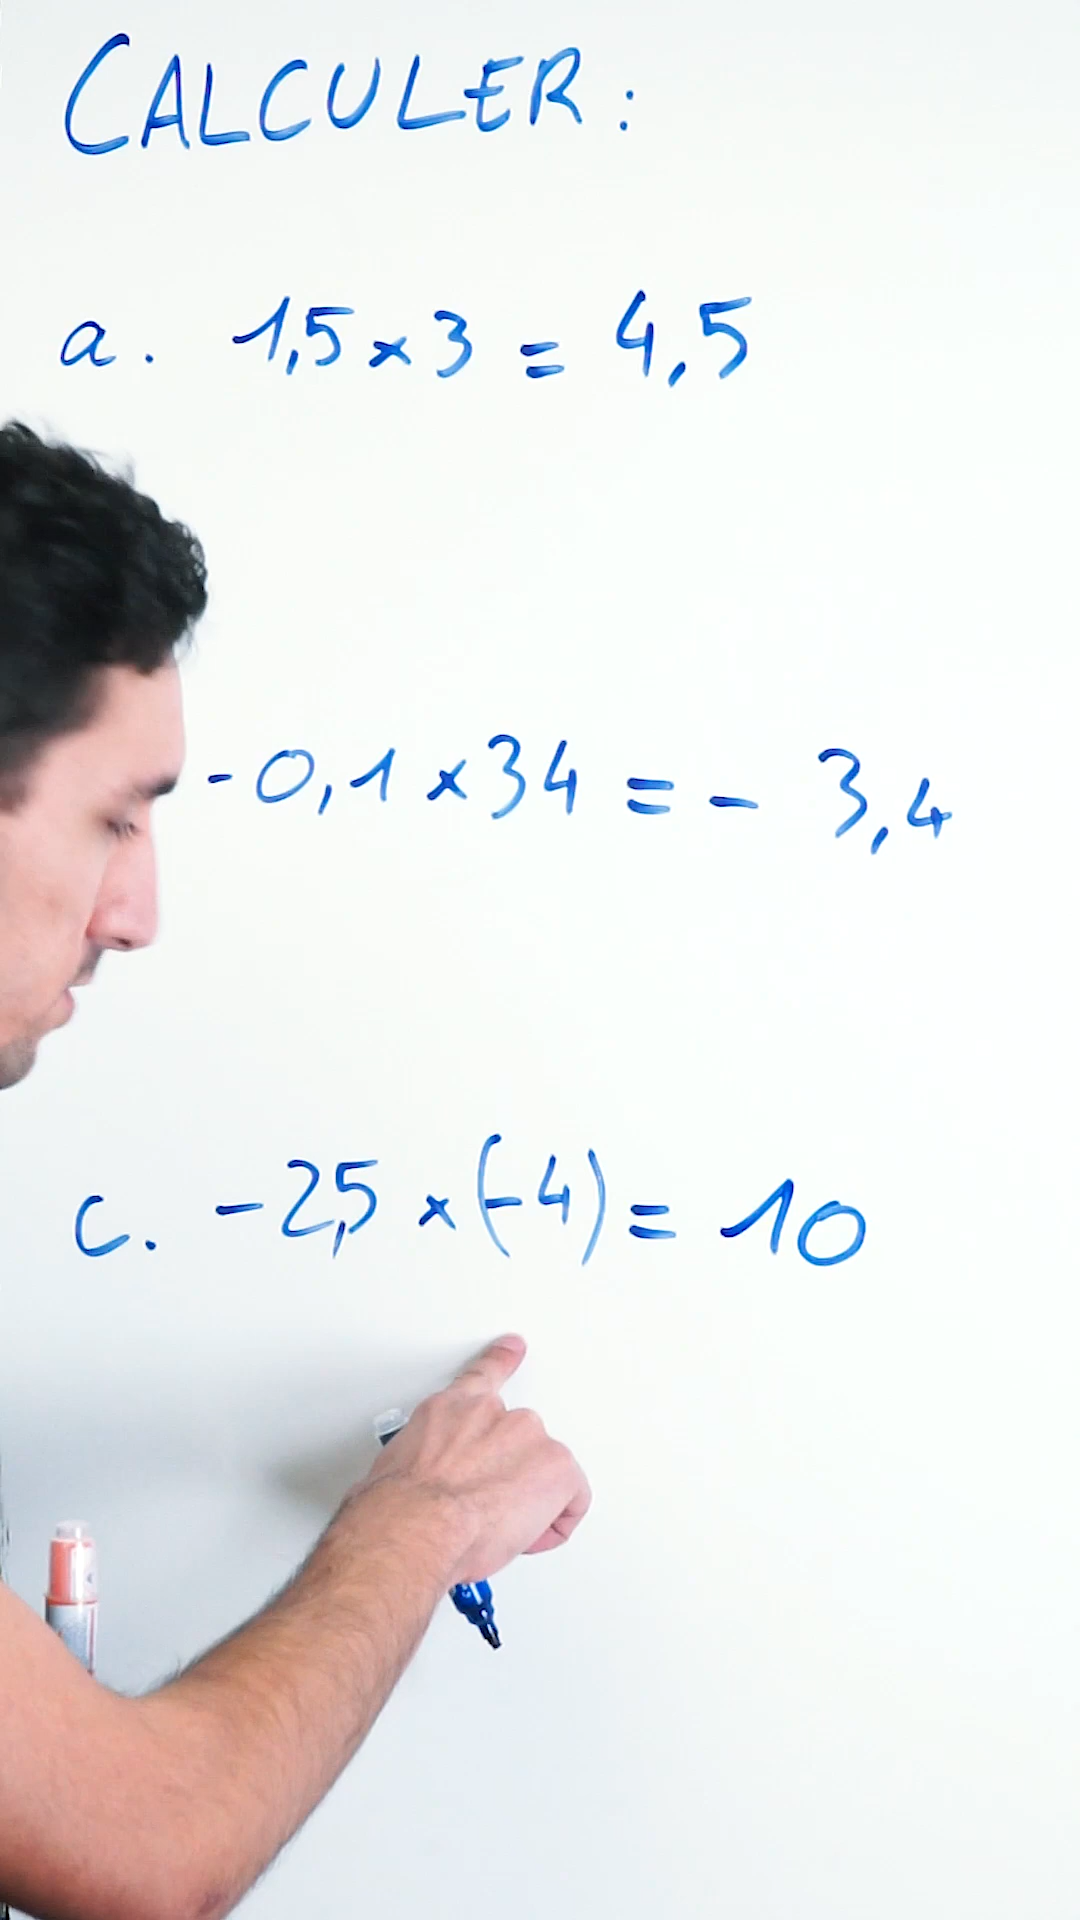 CALCULER :
a. 1,5 × 3 = 4,5
-0,1 × 34 = - 3,4
c. -2,5 × (-4) = 10